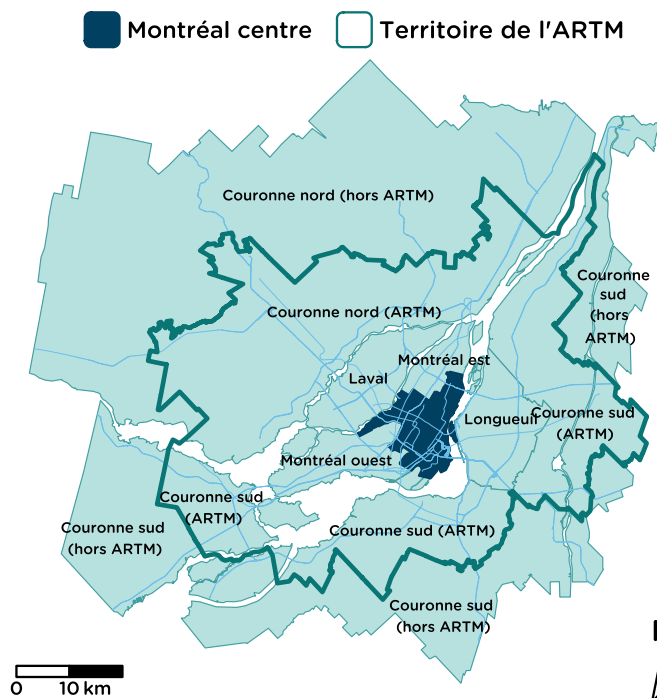 Montréal centre
Territoire de l'ARTM
Couronne nord (hors ARTM)
Couronne
sud
(hors
ARTM)
Couronne nord (ARTM)
Montréal est
Laval
Longueuil
Couronne sud
(ARTM)
Montréal ouest
Couronne sud
(ARTM)
Couronne sud
(hors ARTM)
Couronne sud (ARTM)
Couronne sud
(hors ARTM)
0 10 km